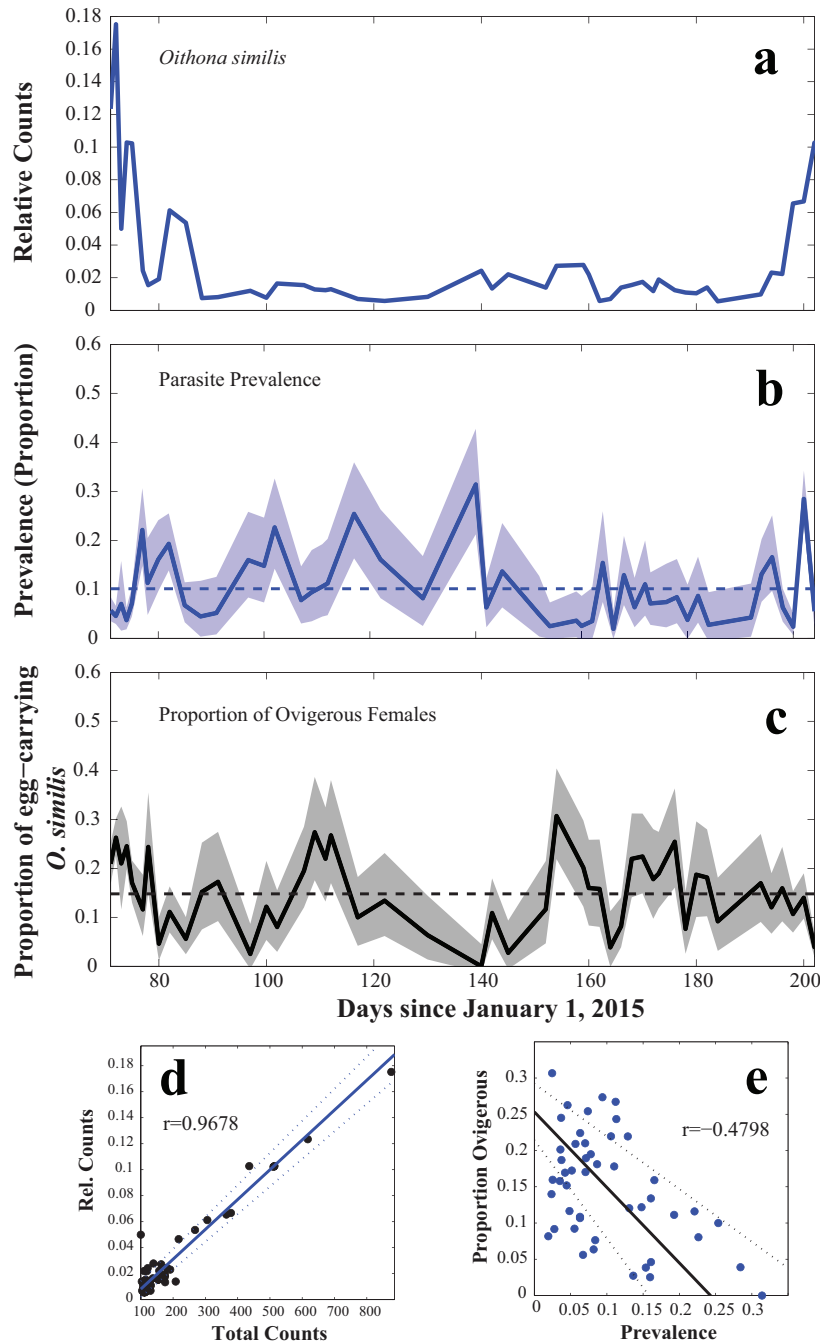 Relative Counts
0.18
0.16
0.14
0.12
0.1
0.08
0.06
0.04
0.02
0
Oithona similis
a
Prevalence (Proportion)
0.6
0.5
0.4
0.3
0.2
0.1
0
Parasite Prevalence
b
Proportion of egg−carrying
O. similis
0.6
0.5
0.4
0.3
0.2
0.1
0
Proportion of Ovigerous Females
c
80 100 120 140 160 180 200
Days since January 1, 2015
Rel. Counts
0.18
0.16
0.14
0.12
0.1
0.08
0.06
0.04
0.02
0
d
r=0.9678
100 200 300 400 500 600 700 800
Total Counts
Proportion Ovigerous
0.3
0.25
0.2
0.15
0.1
0.05
0
e
r=−0.4798
0 0.05 0.1 0.15 0.2 0.25 0.3
Prevalence